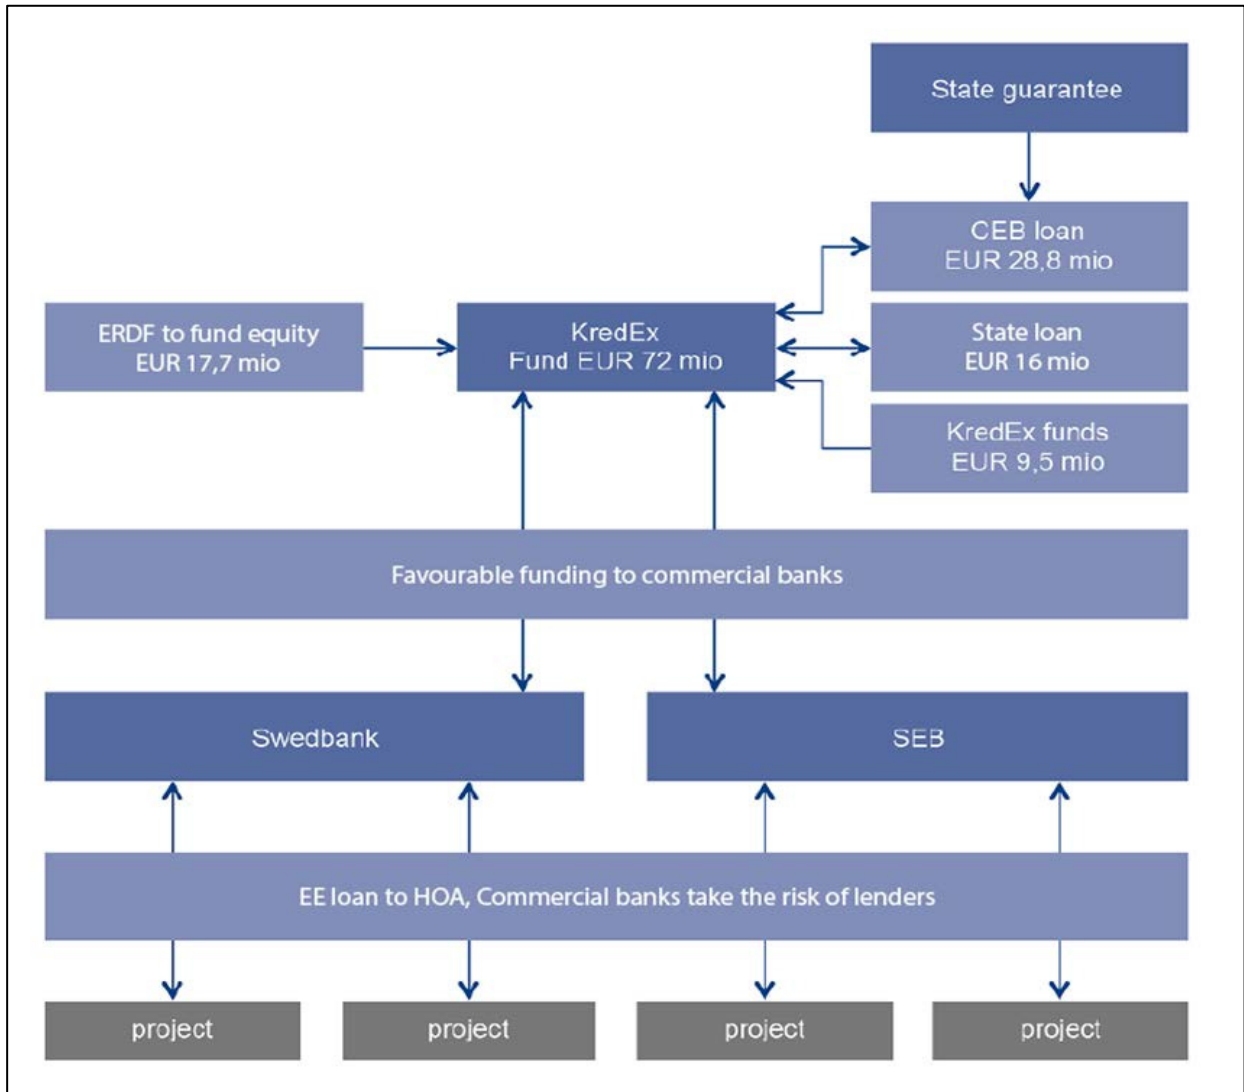 State guarantee
CEB loan
EUR 28,8 mio
ERDF to fund equity
EUR 17,7 mio
KredEx
Fund EUR 72 mio
State loan
EUR 16 mio
KredEx funds
EUR 9,5 mio
Favourable funding to commercial banks
Swedbank
SEB
EE loan to HOA, Commercial banks take the risk of lenders
project
project
project
project